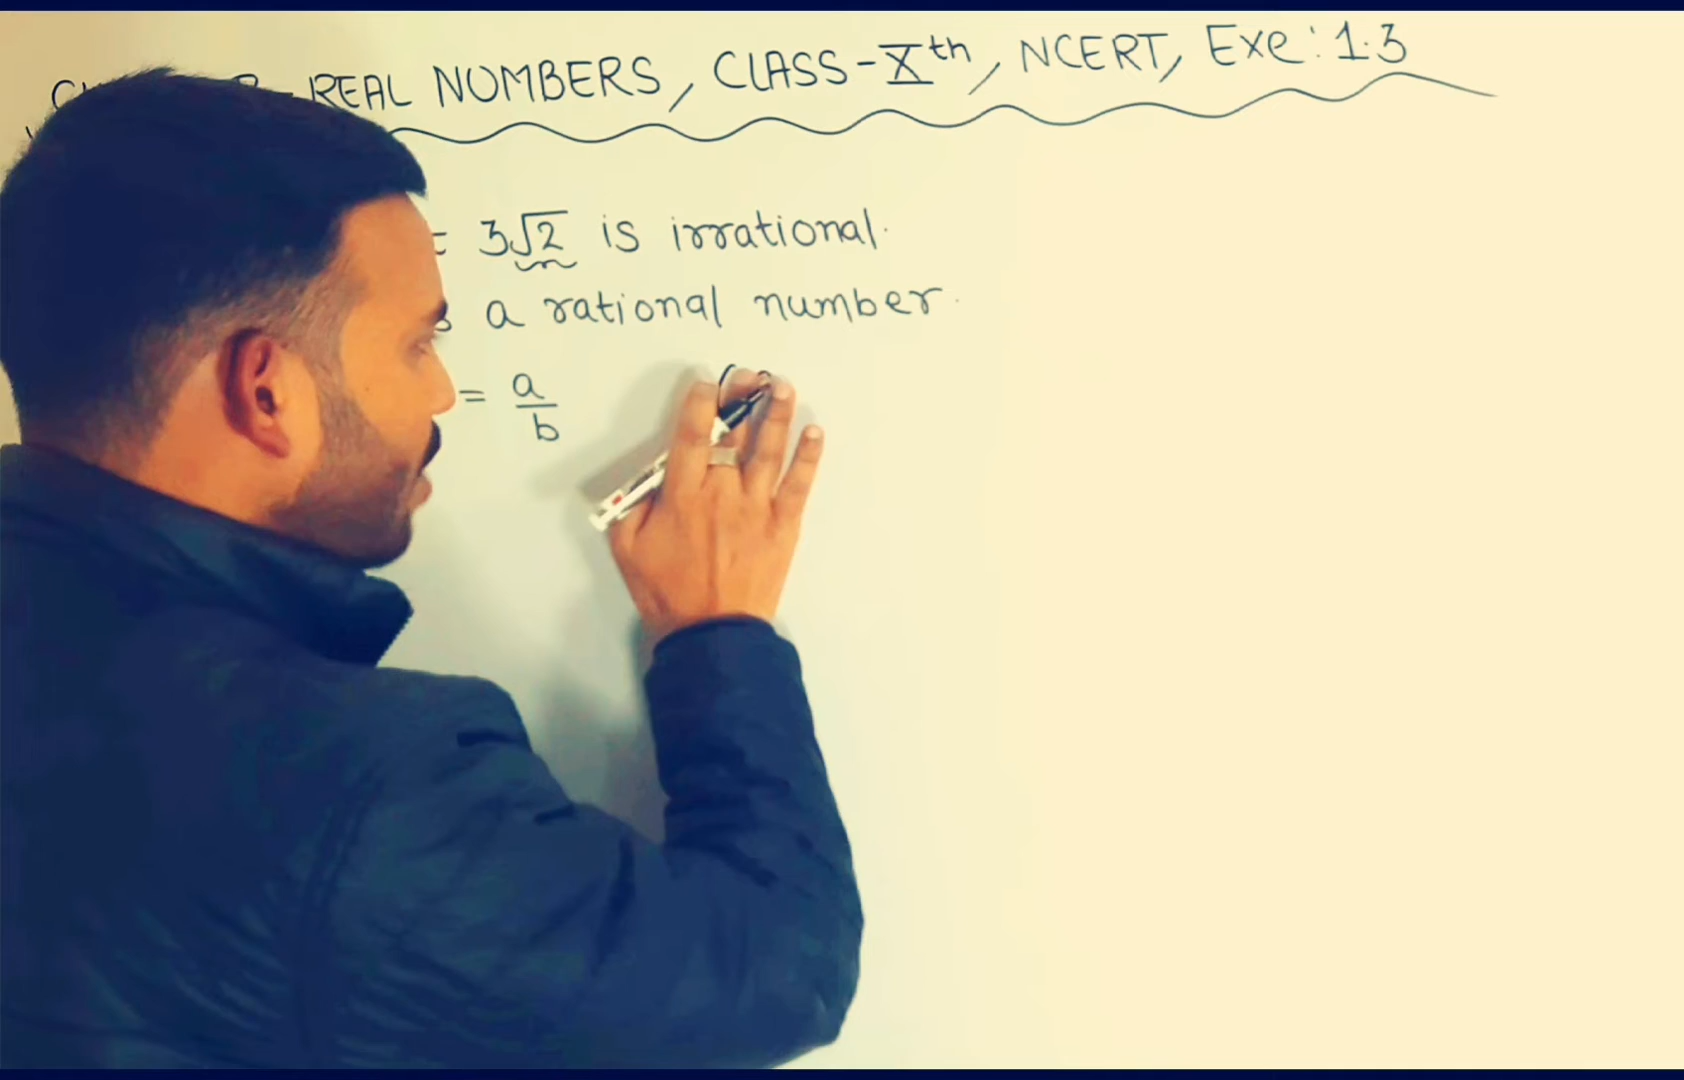 REAL NUMBERS, CLASS-Xth, NCERT, Exe: 1.3
3√2 is irrational.
a rational number.
= a/b